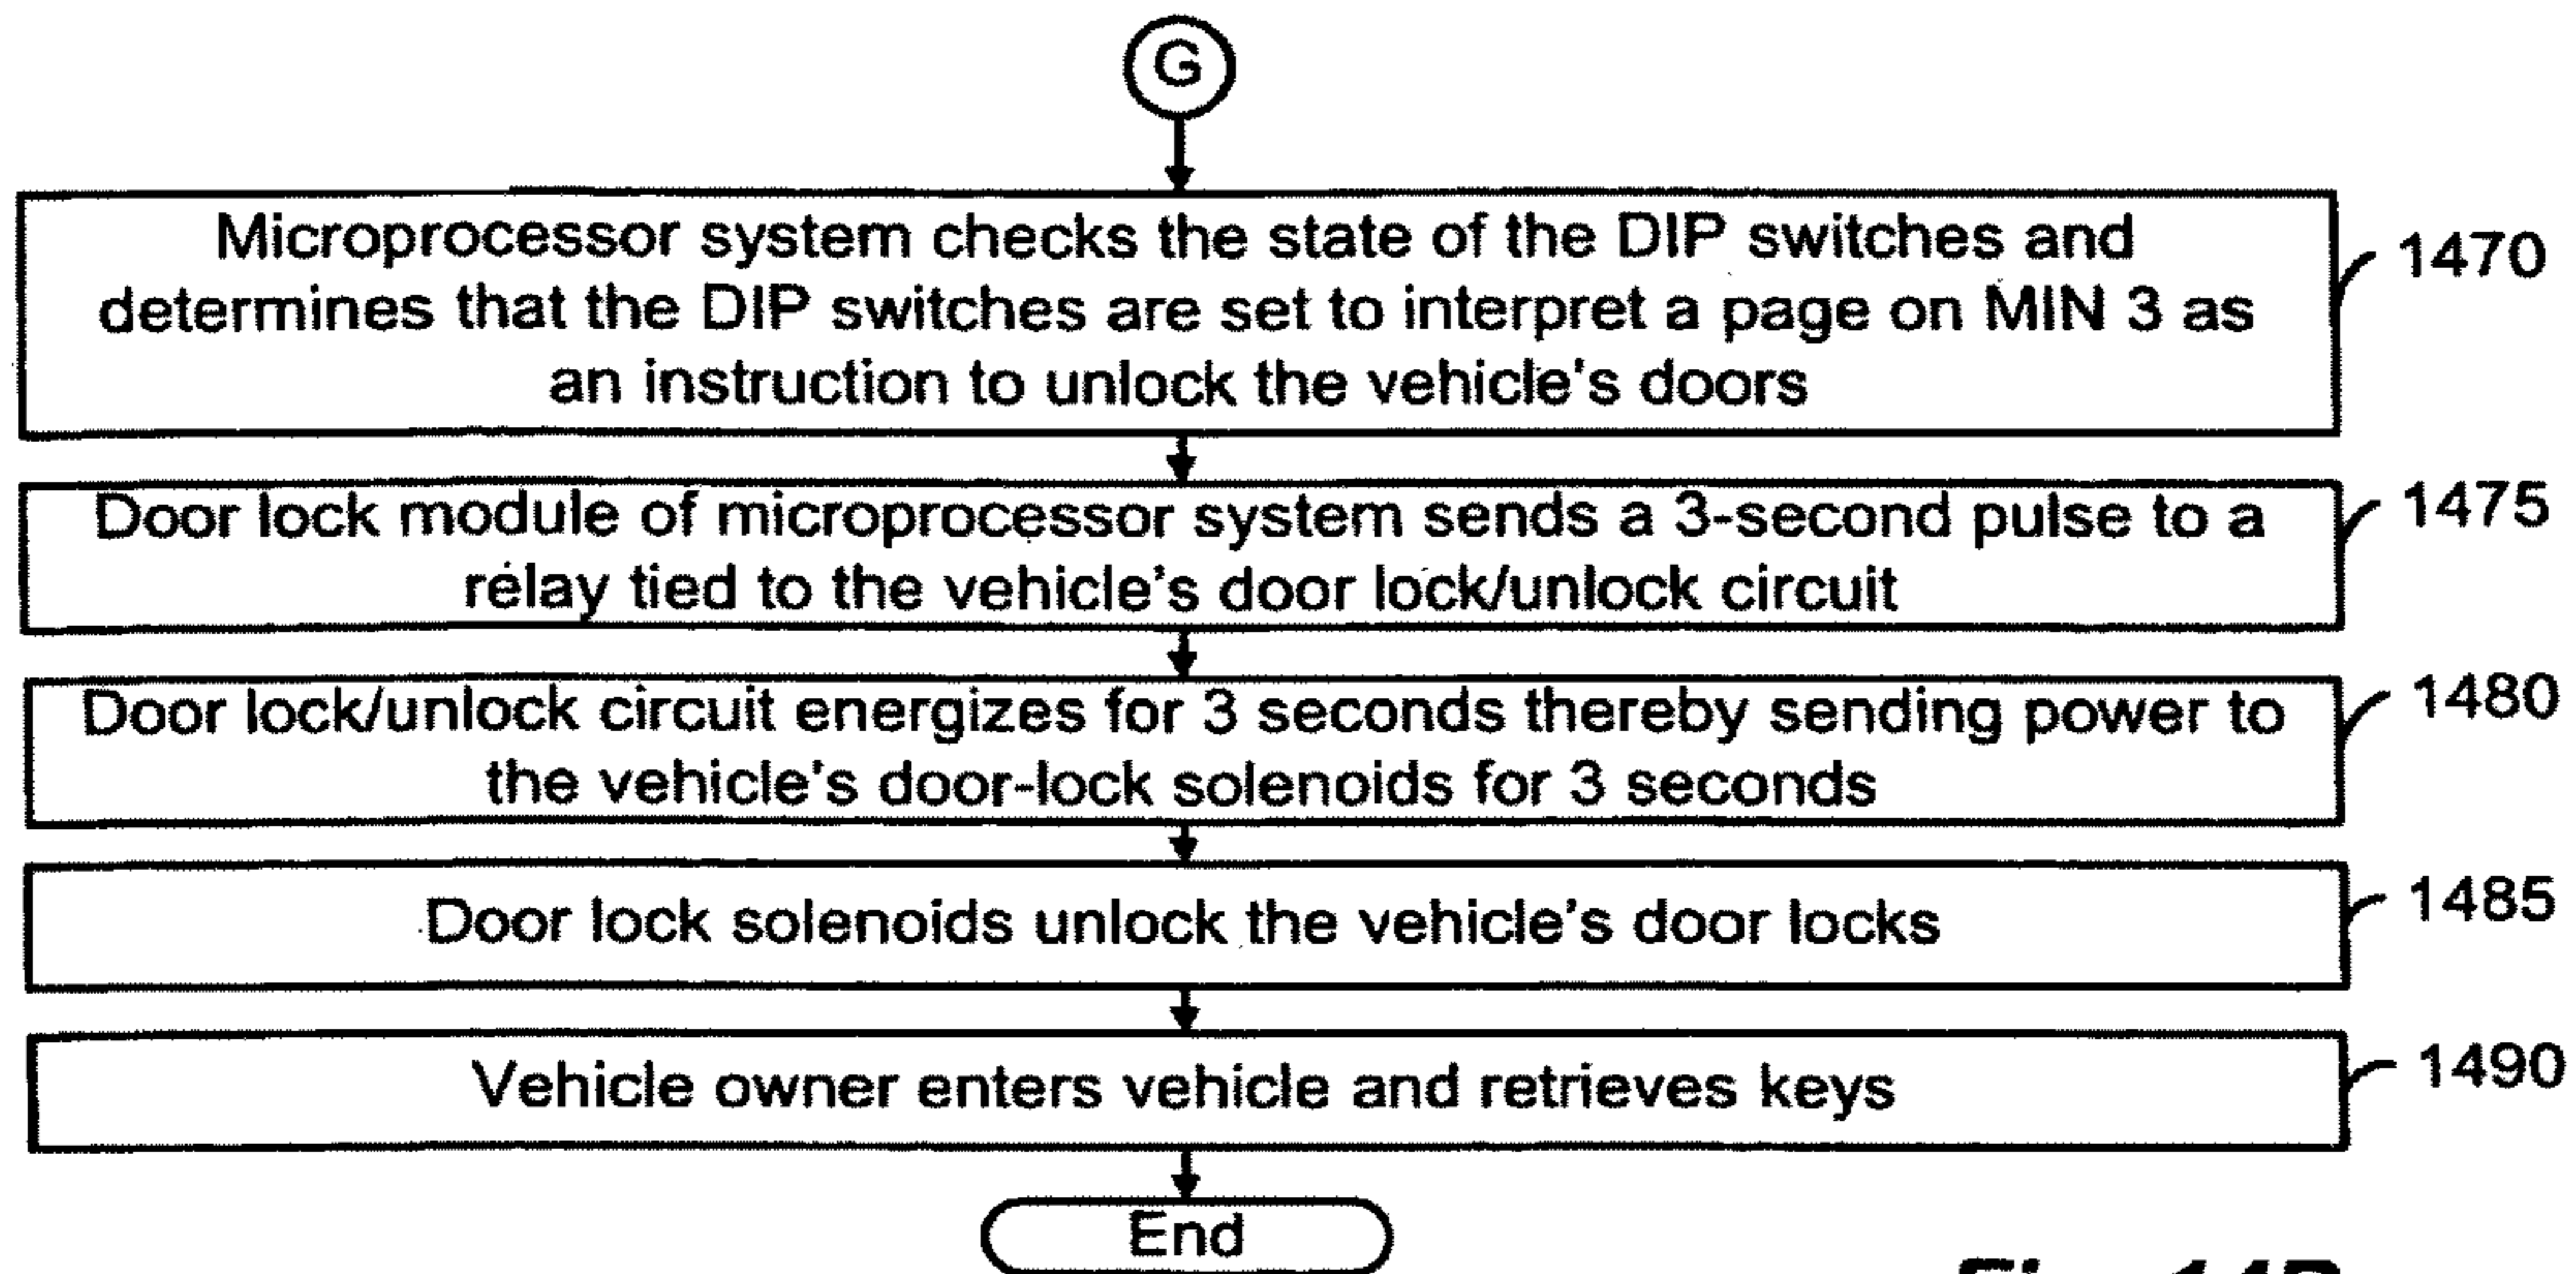 G
Microprocessor system checks the state of the DIP switches and
determines that the DIP switches are set to interpret a page on MIN 3 as
an instruction to unlock the vehicle's doors
1470
Door lock module of microprocessor system sends a 3-second pulse to a
relay tied to the vehicle's door lock/unlock circuit
1475
Door lock/unlock circuit energizes for 3 seconds thereby sending power to
the vehicle's door-lock solenoids for 3 seconds
1480
Door lock solenoids unlock the vehicle's door locks
1485
Vehicle owner enters vehicle and retrieves keys
1490
End